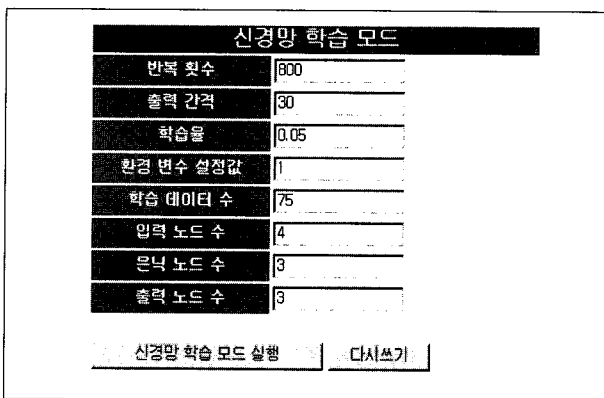 신경망 학습 모드
반복 횟수 800
출력 간격 30
학습율 0.05
환경 변수 설정값 1
학습 데이터 수 75
입력 노드 수 4
은닉 노드 수 3
출력 노드 수 3
신경망 학습 모드 실행 다시쓰기